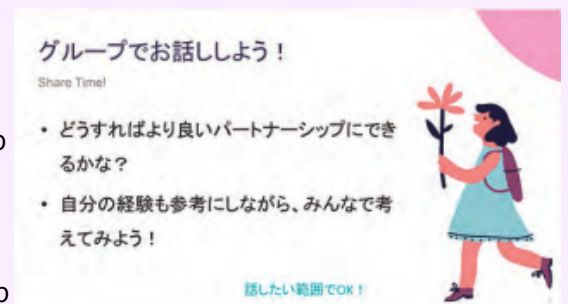 グループでお話ししよう！
Share Time!
• どうすればより良いパートナーシップにでき
るかな？
• 自分の経験も参考にしながら、みんなで考
えてみよう！
話したい範囲でOK！